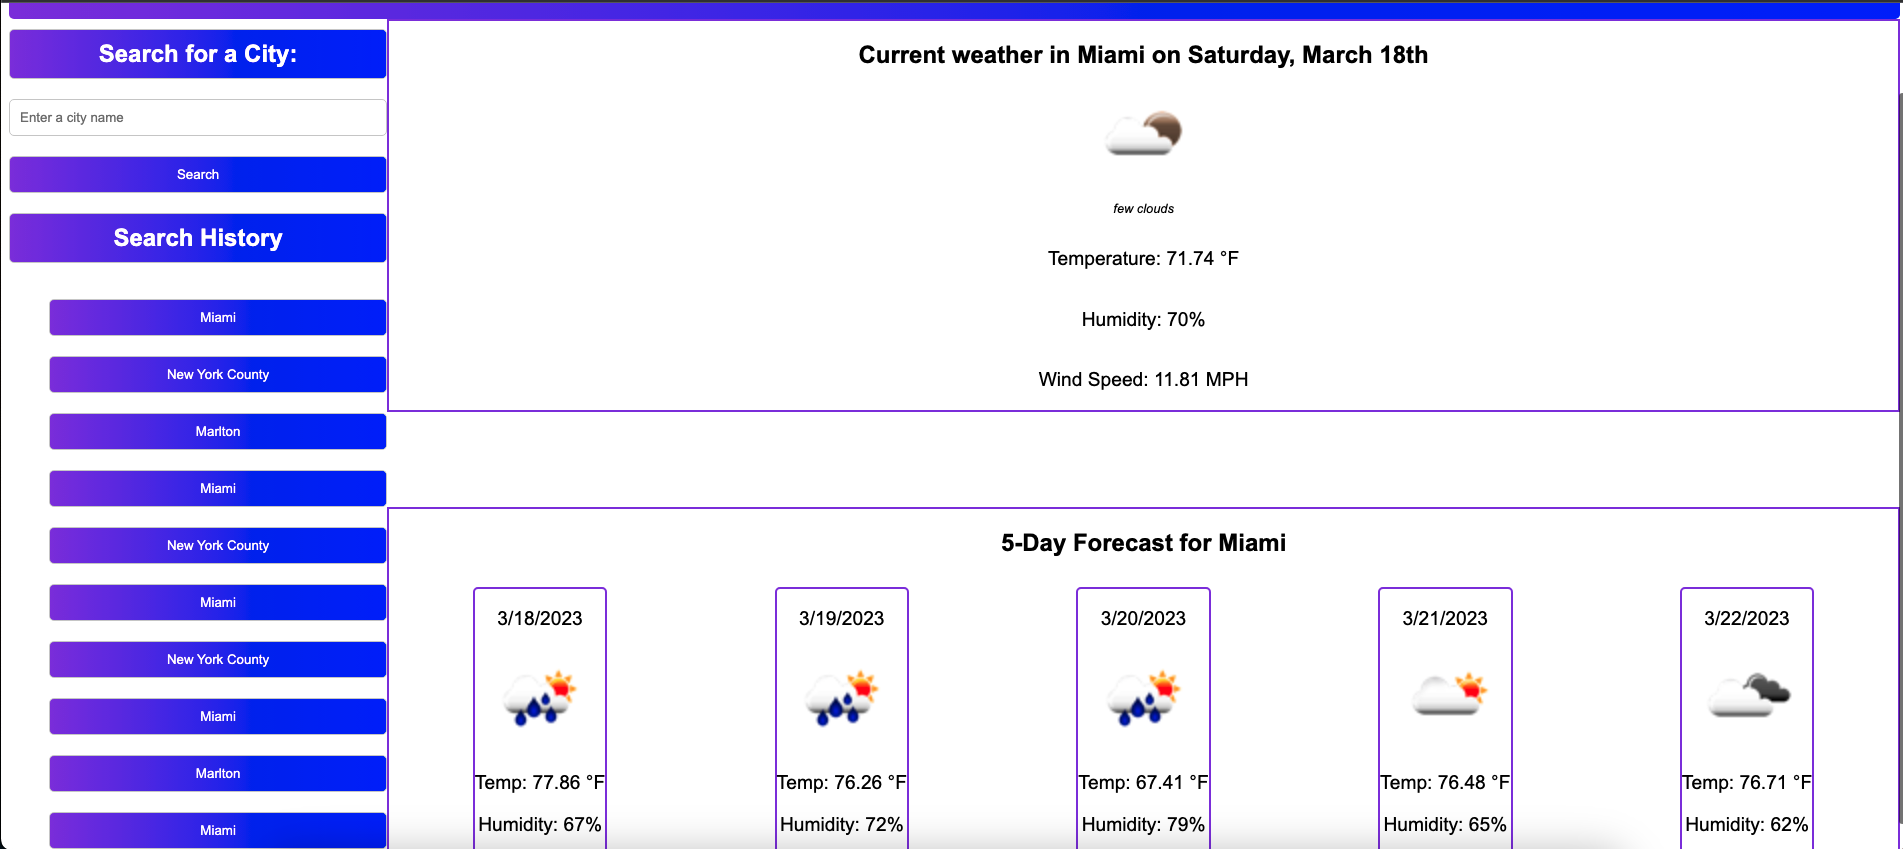 Search for a City:
Enter a city name
Search
Search History
Miami
New York County
Marlton
Miami
New York County
Miami
New York County
Miami
Marlton
Miami
Current weather in Miami on Saturday, March 18th
few clouds
Temperature: 71.74 °F
Humidity: 70%
Wind Speed: 11.81 MPH
5-Day Forecast for Miami
3/18/2023
Temp: 77.86 °F
Humidity: 67%
3/19/2023
Temp: 76.26 °F
Humidity: 72%
3/20/2023
Temp: 67.41 °F
Humidity: 79%
3/21/2023
Temp: 76.48 °F
Humidity: 65%
3/22/2023
Temp: 76.71 °F
Humidity: 62%